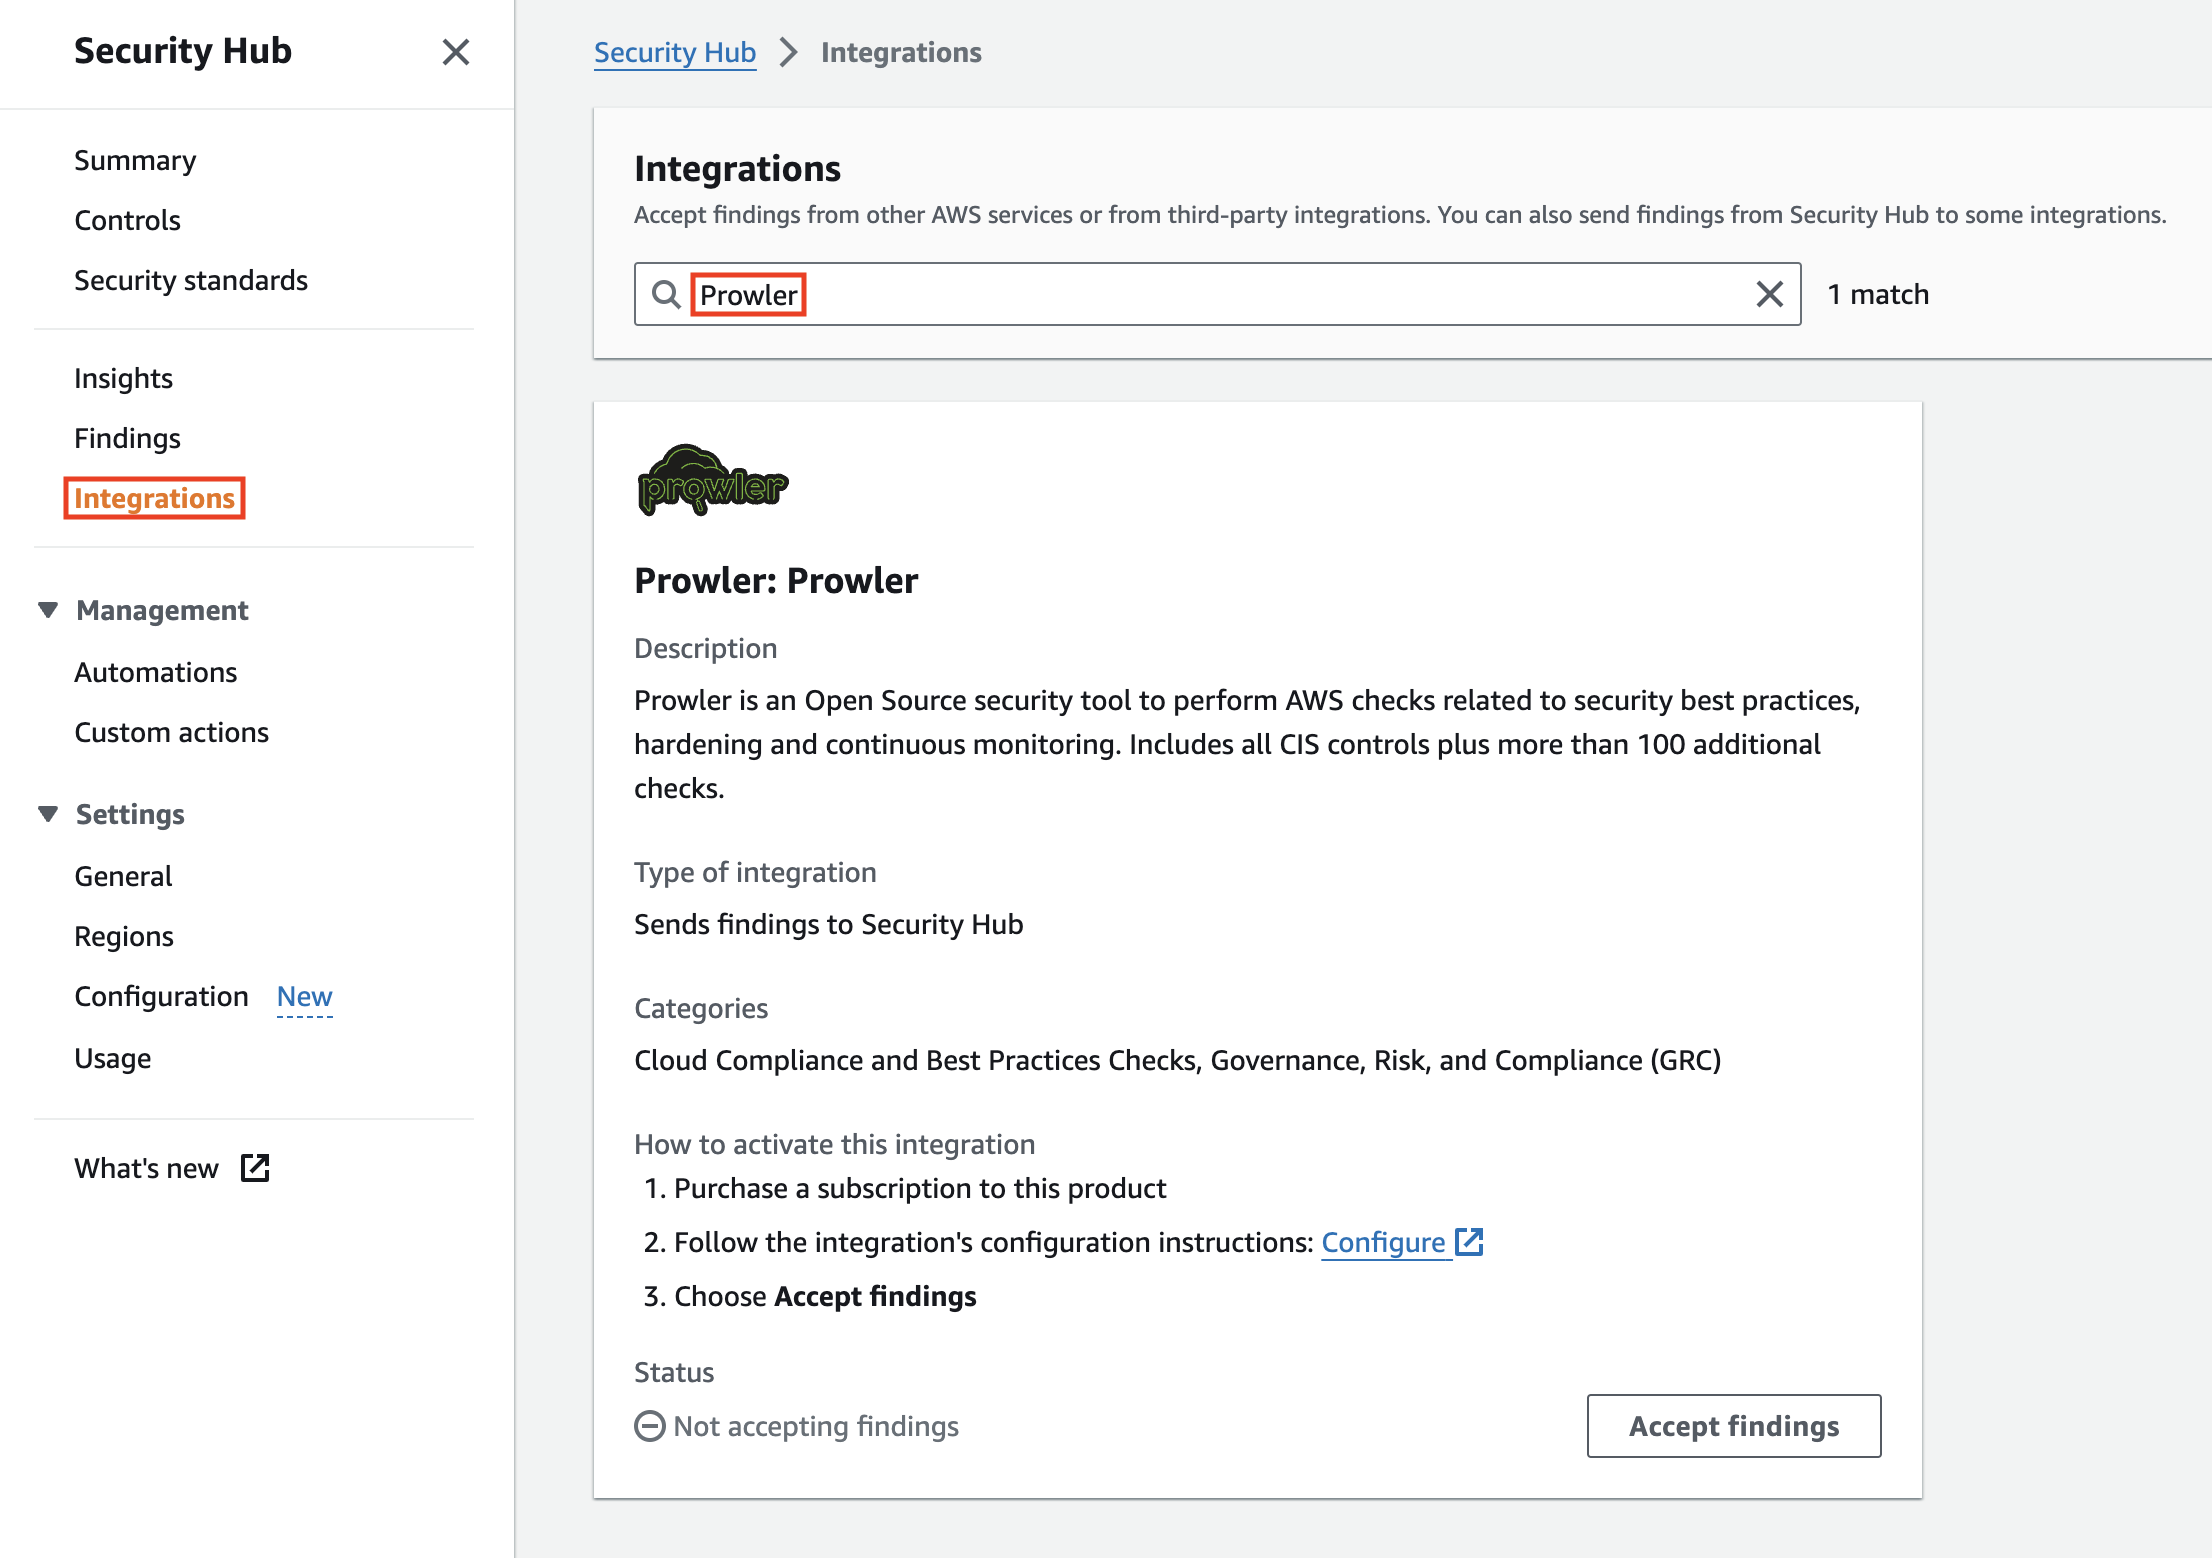 Security Hub
Summary
Controls
Security standards
Insights
Findings
Integrations
Management
Automations
Custom actions
Settings
General
Regions
Configuration New
Usage
What's new
Security Hub Integrations
Integrations
Accept findings from other AWS services or from third-party integrations. You can also send findings from Security Hub to some integrations.
Prowler
1 match
prowler
Prowler: Prowler
Description
Prowler is an Open Source security tool to perform AWS checks related to security best practices,
hardening and continuous monitoring. Includes all CIS controls plus more than 100 additional
checks.
Type of integration
Sends findings to Security Hub
Categories
Cloud Compliance and Best Practices Checks, Governance, Risk, and Compliance (GRC)
How to activate this integration
1. Purchase a subscription to this product
2. Follow the integration's configuration instructions: Configure
3. Choose Accept findings
Status
Not accepting findings
Accept findings